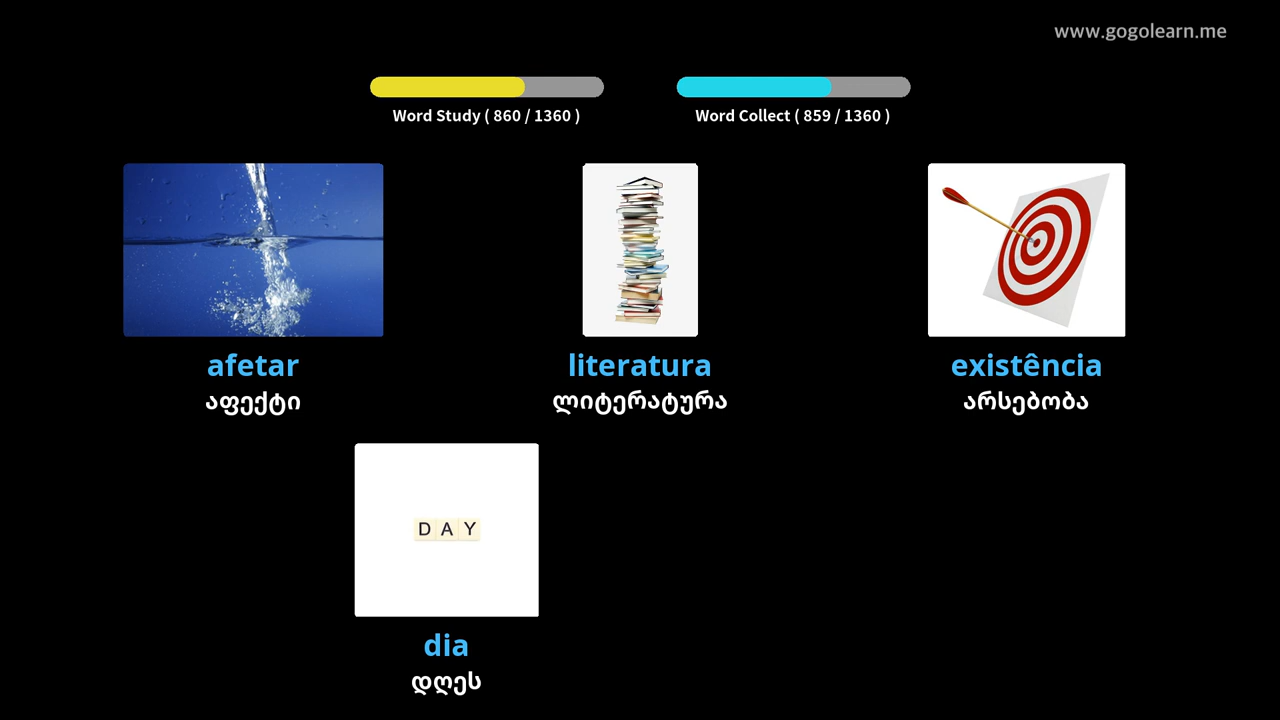 www.gogolearn.me
Word Study ( 860 / 1360 )
Word Collect ( 859 / 1360 )
afetar
აფექტი
literatura
ლიტერატურა
existência
არსებობა
DAY
dia
დღეს